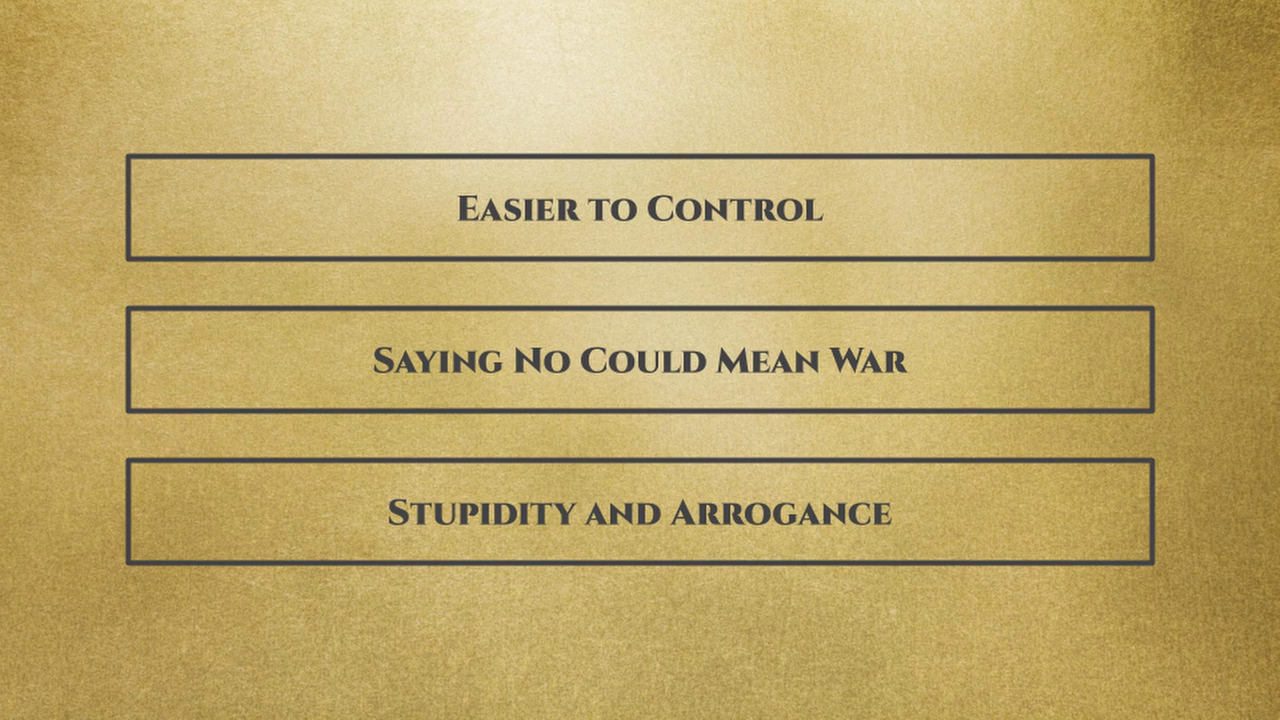 Easier to Control
Saying No Could Mean War
Stupidity and Arrogance